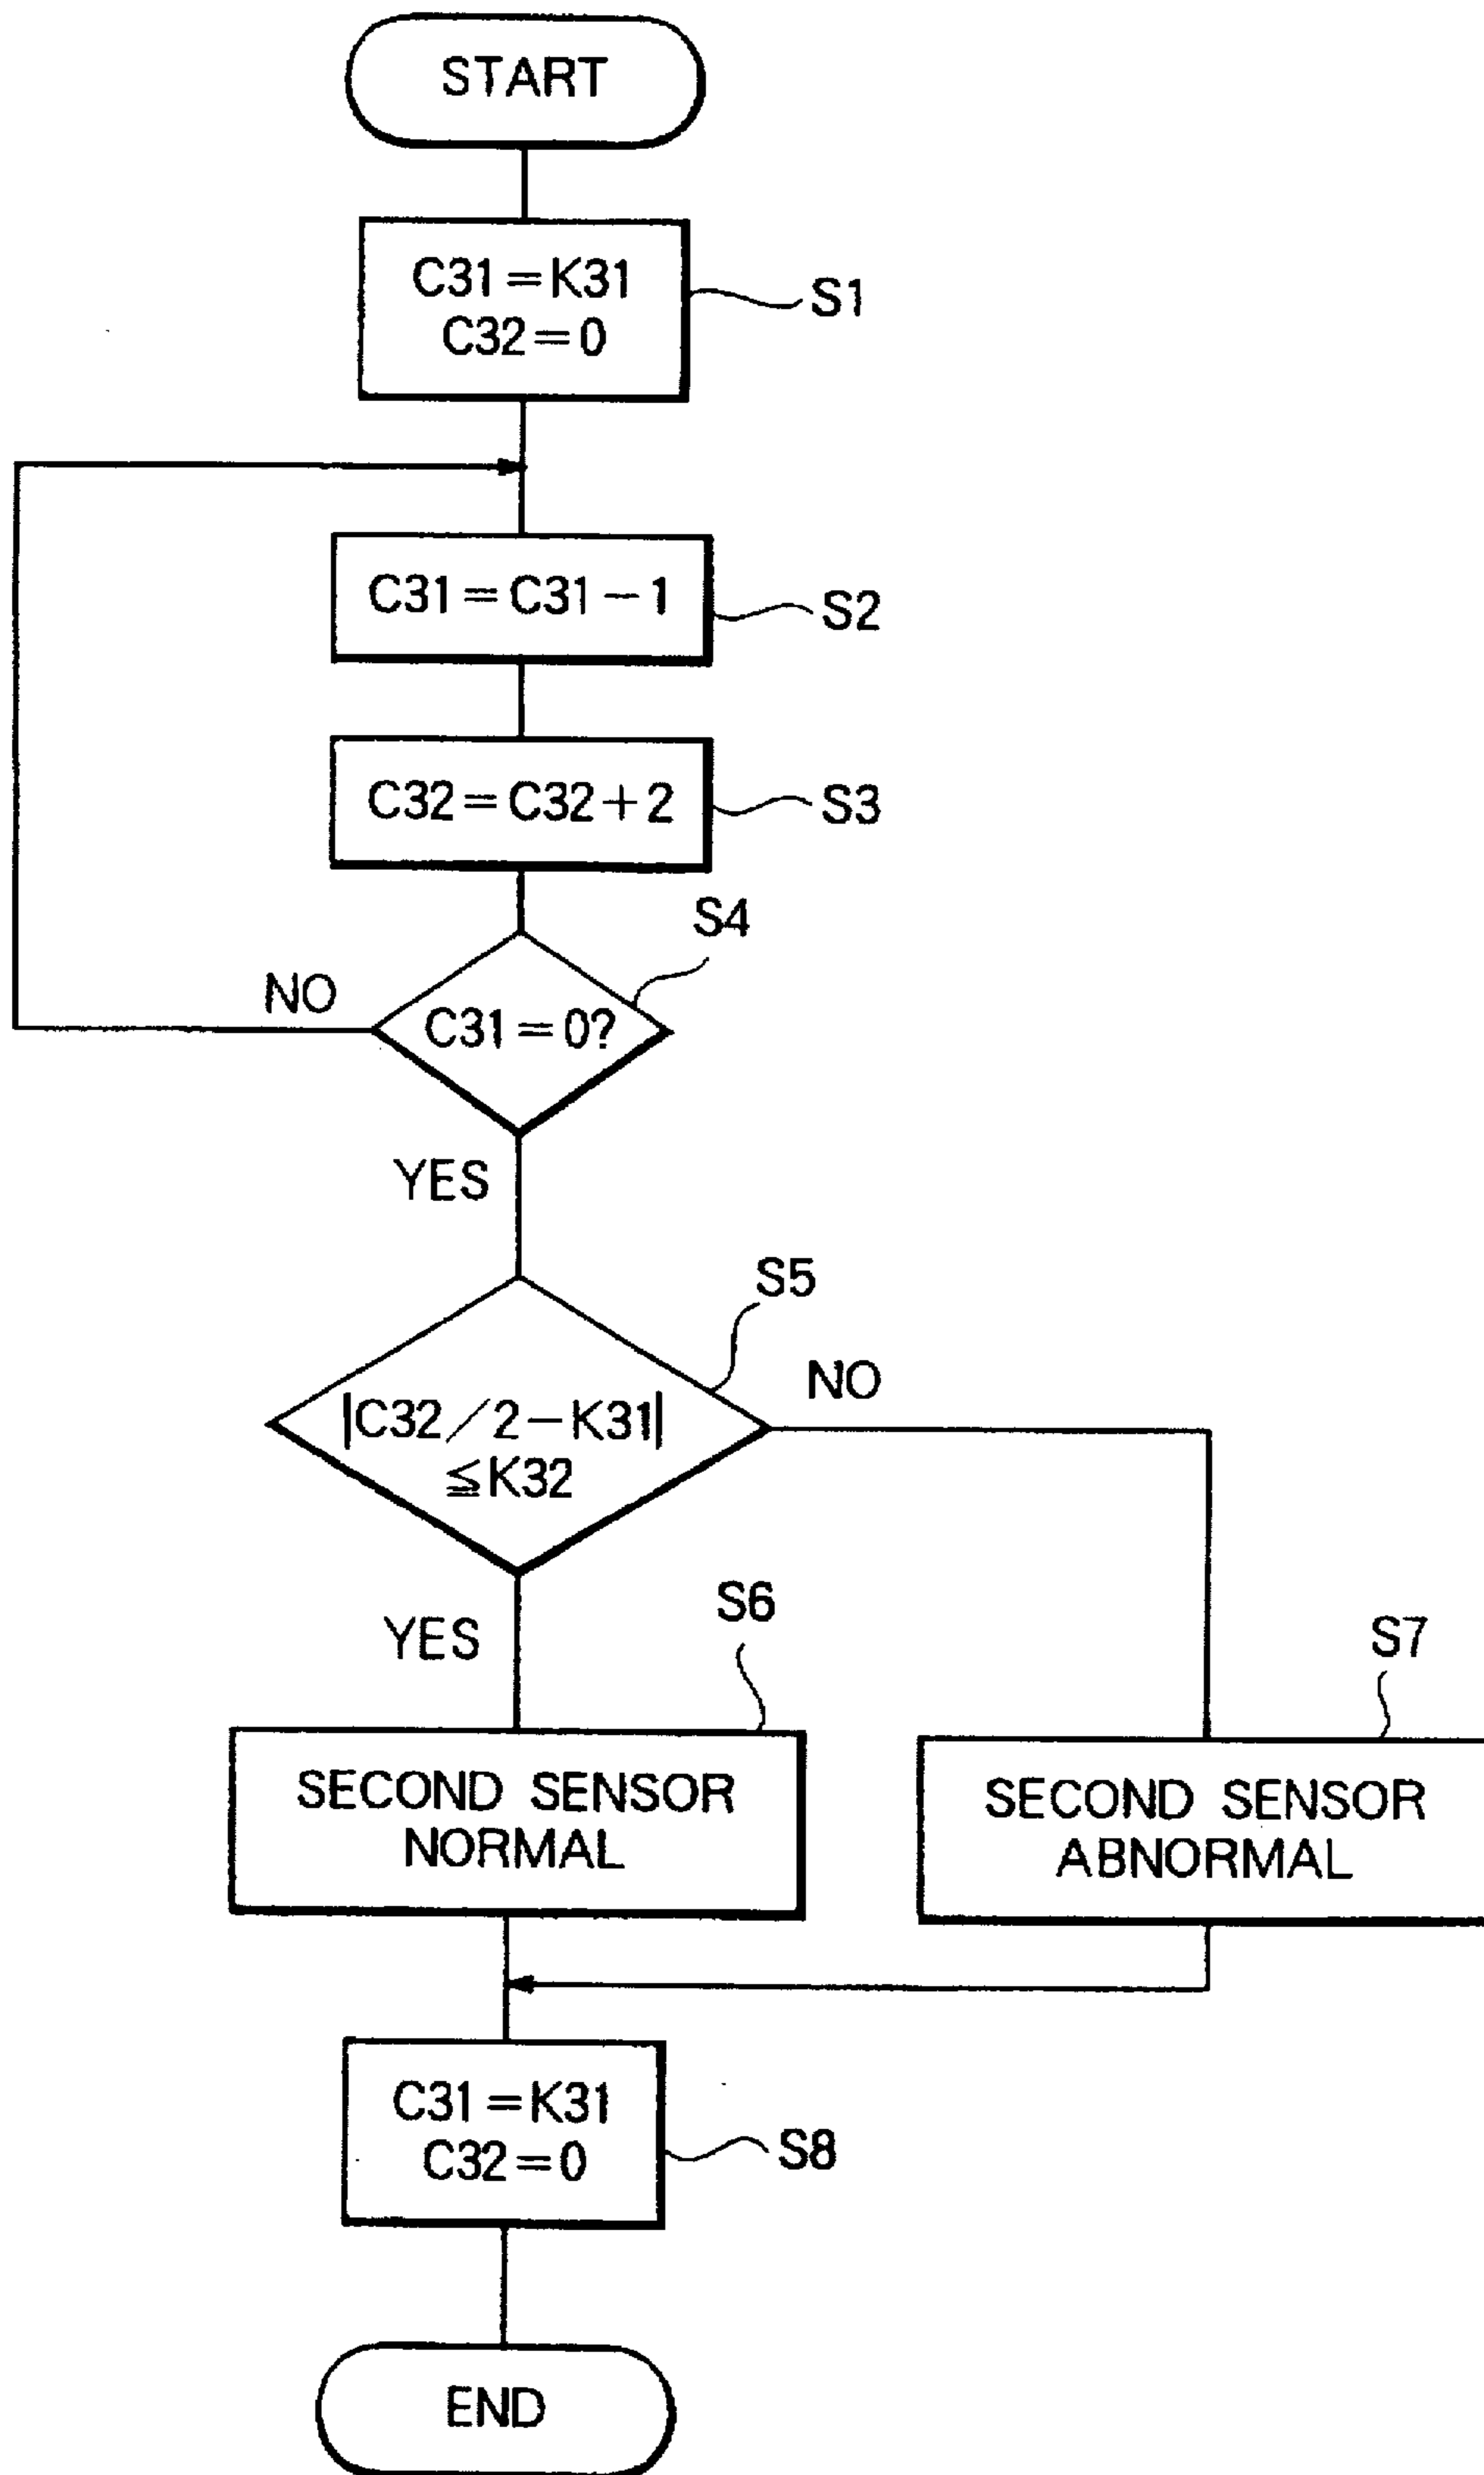 START
C31=K31
C32=0
S1
C31=C31-1
S2
C32=C32+2
S3
S4
NO
C31=0?
YES
S5
NO
|C32/2-K31|
≦K32
YES
S6
S7
SECOND SENSOR
NORMAL
SECOND SENSOR
ABNORMAL
C31=K31
C32=0
S8
END